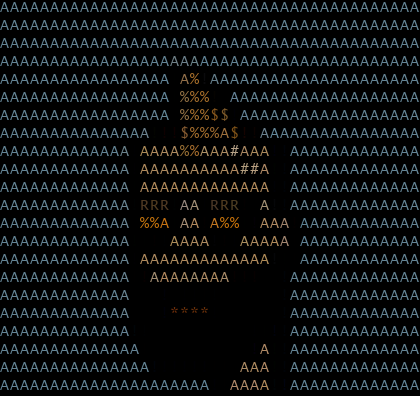 AAAAAAAAAAAAAAAAAAAAAAAAAAAAAAAAAAAAAAAAAA
AAAAAAAAAAAAAAAAAAAAAAAAAAAAAAAAAAAAAAAAAA
AAAAAAAAAAAAAAAAAAAAAAAAAAAAAAAAAAAAAAAAAA
AAAAAAAAAAAAAAAAAAAAAAAAAAAAAAAAAAAAAAAAAA
AAAAAAAAAAAAAAAAA A% AAAAAAAAAAAAAAAAAAAAA
AAAAAAAAAAAAAAAAA %%%  AAAAAAAAAAAAAAAAAAA
AAAAAAAAAAAAAAAAA %%%$$ AAAAAAAAAAAAAAAAAA
AAAAAAAAAAAAAAA   $%%%A$  AAAAAAAAAAAAAAAA
AAAAAAAAAAAAA AAAA%%AAA#AAA  AAAAAAAAAAAAA
AAAAAAAAAAAAA AAAAAAAAAA##A  AAAAAAAAAAAAA
AAAAAAAAAAAAA AAAAAAAAAAAAA  AAAAAAAAAAAAA
AAAAAAAAAAAAA RRR AA RRR  A  AAAAAAAAAAAAA
AAAAAAAAAAAAA %%A AA A%%  AAA AAAAAAAAAAAA
AAAAAAAAAAAAA    AAAA   AAAAA AAAAAAAAAAAA
AAAAAAAAAAAAA AAAAAAAAAAAAA   AAAAAAAAAAAA
AAAAAAAAAAAAA  AAAAAAAA      AAAAAAAAAAAAA
AAAAAAAAAAAAA                AAAAAAAAAAAAA
AAAAAAAAAAAAA    ☆☆☆☆        AAAAAAAAAAAAA
AAAAAAAAAAAAA                AAAAAAAAAAAAA
AAAAAAAAAAAAAA            A  AAAAAAAAAAAAA
AAAAAAAAAAAAAAA         AAA  AAAAAAAAAAAAA
AAAAAAAAAAAAAAAAAAAAA  AAAA  AAAAAAAAAAAAA